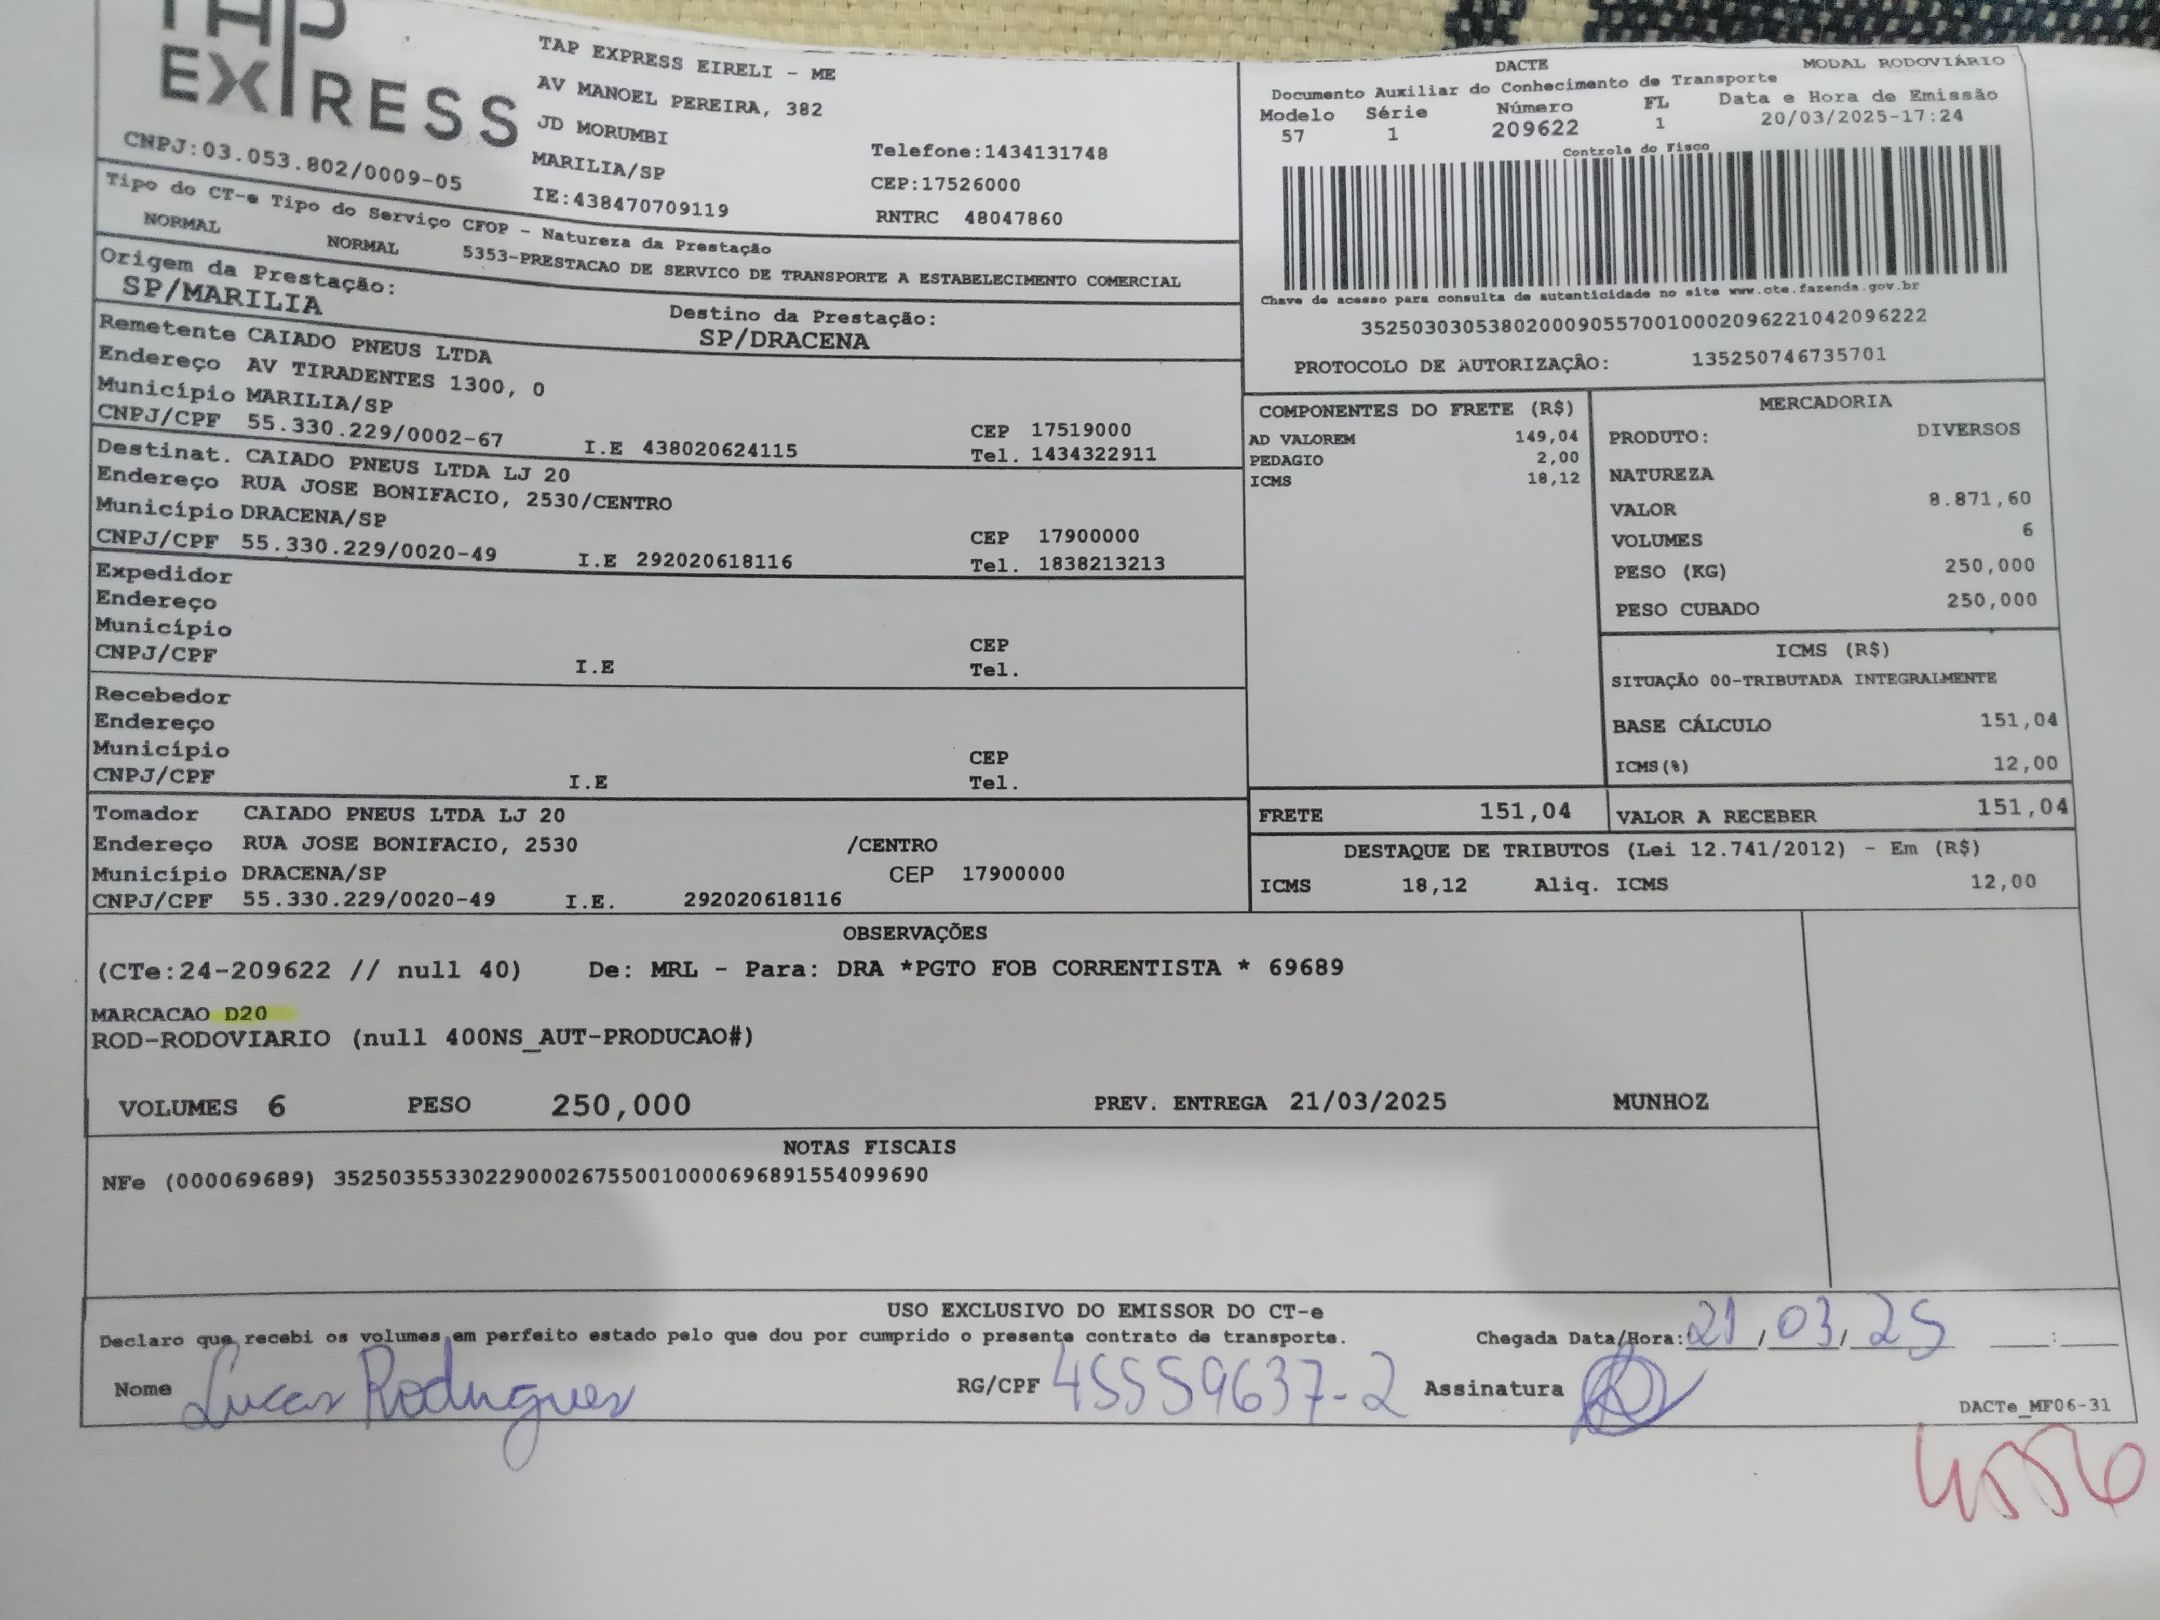 TAP
EXPRESS
CNPJ:03.053.802/0009-05
TAP EXPRESS EIRELI - ME
AV MANOEL PEREIRA, 382
JD MORUMBI
MARILIA/SP
IE:438470709119
Telefone:1434131748
CEP:17526000
RNTRC 48047860
DACTE MODAL RODOVIÁRIO
Documento Auxiliar do Conhecimento de Transporte
Modelo Série Número FL Data e Hora de Emissão
57 1 209622 1 20/03/2025-17:24
Controle do Fisco
Chave de acesso para consulta de autenticidade no site www.cte.fazenda.gov.br
35250303053802000905570010002096221042096222
PROTOCOLO DE AUTORIZAÇÃO: 135250746735701
Tipo do CT-e Tipo do Serviço CFOP - Natureza da Prestação
NORMAL NORMAL 5353-PRESTACAO DE SERVICO DE TRANSPORTE A ESTABELECIMENTO COMERCIAL
Origem da Prestação: Destino da Prestação:
SP/MARILIA SP/DRACENA
Remetente CAIADO PNEUS LTDA
Endereço AV TIRADENTES 1300, 0
Município MARILIA/SP CEP 17519000
CNPJ/CPF 55.330.229/0002-67 I.E 438020624115 Tel. 1434322911
Destinat. CAIADO PNEUS LTDA LJ 20
Endereço RUA JOSE BONIFACIO, 2530/CENTRO
Município DRACENA/SP CEP 17900000
CNPJ/CPF 55.330.229/0020-49 I.E 292020618116 Tel. 1838213213
Expedidor
Endereço
Município CEP
CNPJ/CPF I.E Tel.
Recebedor
Endereço
Município CEP
CNPJ/CPF I.E Tel.
Tomador CAIADO PNEUS LTDA LJ 20
Endereço RUA JOSE BONIFACIO, 2530 /CENTRO
Município DRACENA/SP CEP 17900000
CNPJ/CPF 55.330.229/0020-49 I.E. 292020618116
COMPONENTES DO FRETE (R$)
AD VALOREM 149,04
PEDAGIO 2,00
ICMS 18,12
MERCADORIA
PRODUTO: DIVERSOS
NATUREZA
VALOR 8.871,60
VOLUMES 6
PESO (KG) 250,000
PESO CUBADO 250,000
ICMS (R$)
SITUAÇÃO 00-TRIBUTADA INTEGRALMENTE
BASE CÁLCULO 151,04
ICMS(%) 12,00
FRETE 151,04 VALOR A RECEBER 151,04
DESTAQUE DE TRIBUTOS (Lei 12.741/2012) - Em (R$)
ICMS 18,12 Aliq. ICMS 12,00
OBSERVAÇÕES
(CTe:24-209622 // null 40) De: MRL - Para: DRA *PGTO FOB CORRENTISTA * 69689
MARCACAO D20
ROD-RODOVIARIO (null 400NS_AUT-PRODUCAO#)
VOLUMES 6 PESO 250,000 PREV. ENTREGA 21/03/2025 MUNHOZ
NOTAS FISCAIS
NFe (000069689) 35250355330229000267550010000696891554099690
USO EXCLUSIVO DO EMISSOR DO CT-e
Declaro que recebi os volumes em perfeito estado pelo que dou por cumprido o presente contrato de transporte. Chegada Data/Hora: 21/03/25 :
Nome Lucas Rodrigues RG/CPF 45559637-2 Assinatura
DACTe_MF06-31